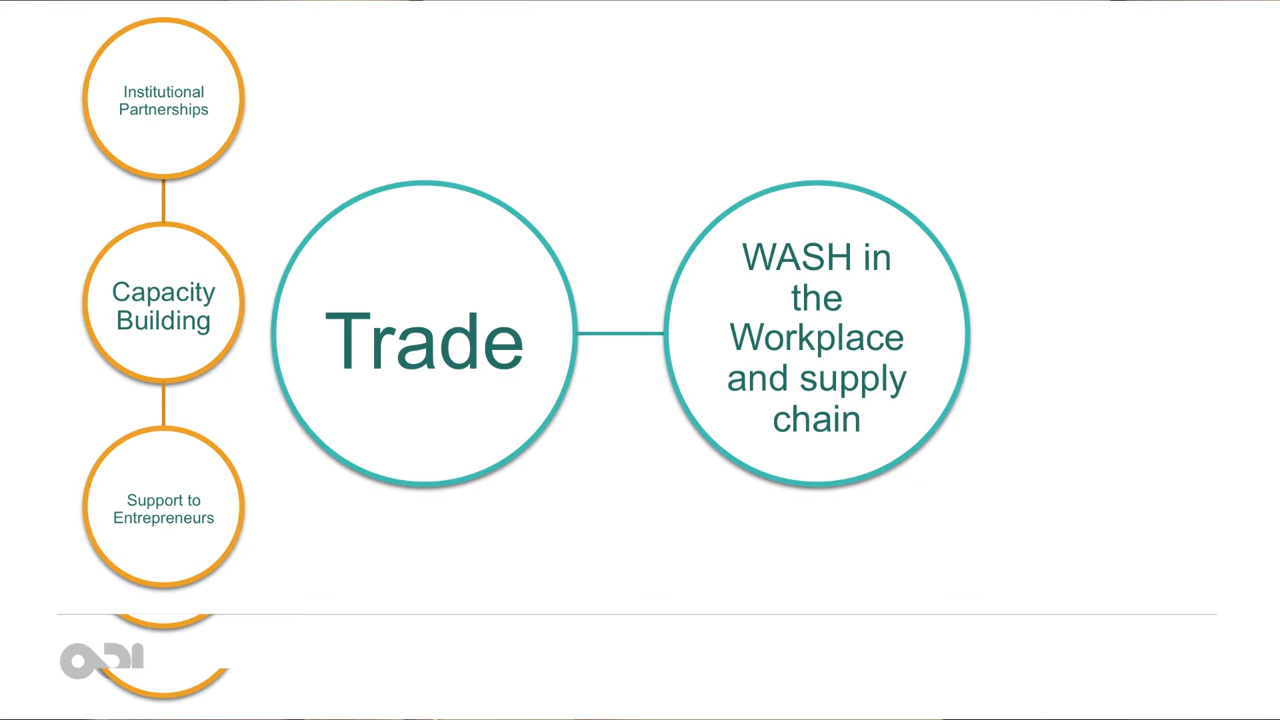 Institutional
Partnerships
Capacity
Building
Support to
Entrepreneurs
Trade
WASH in
the
Workplace
and supply
chain
ODI